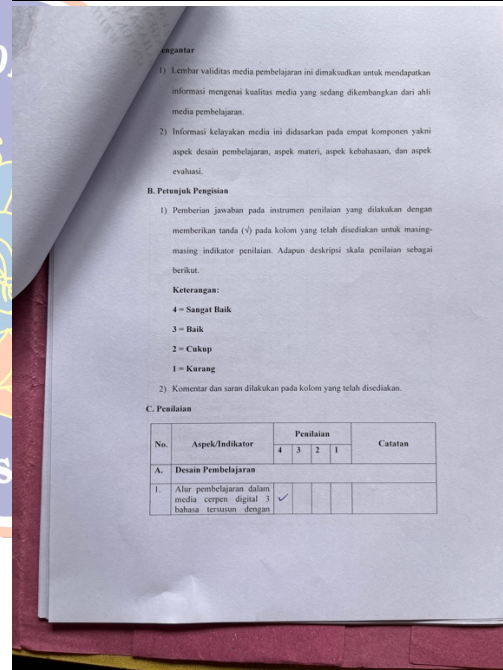 engantar
1) Lembar validitas media pembelajaran ini dimaksudkan untuk mendapatkan
informasi mengenai kualitas media yang sedang dikembangkan dari ahli
media pembelajaran.
2) Informasi kelayakan media ini didasarkan pada empat komponen yakni
aspek desain pembelajaran, aspek materi, aspek kebahasaan, dan aspek
evaluasi.
B. Petunjuk Pengisian
1) Pemberian jawaban pada instrumen penilaian yang dilakukan dengan
memberikan tanda (√) pada kolom yang telah disediakan untuk masing-
masing indikator penilaian. Adapun deskripsi skala penilaian sebagai
berikut.
Keterangan:
4 = Sangat Baik
3 = Baik
2 = Cukup
1 = Kurang
2) Komentar dan saran dilakukan pada kolom yang telah disediakan.
C. Penilaian
No. Aspek/Indikator Penilaian Catatan
4 3 2 1
A. Desain Pembelajaran
1. Alur pembelajaran dalam ✓
media cerpen digital 3
bahasa tersusun dengan